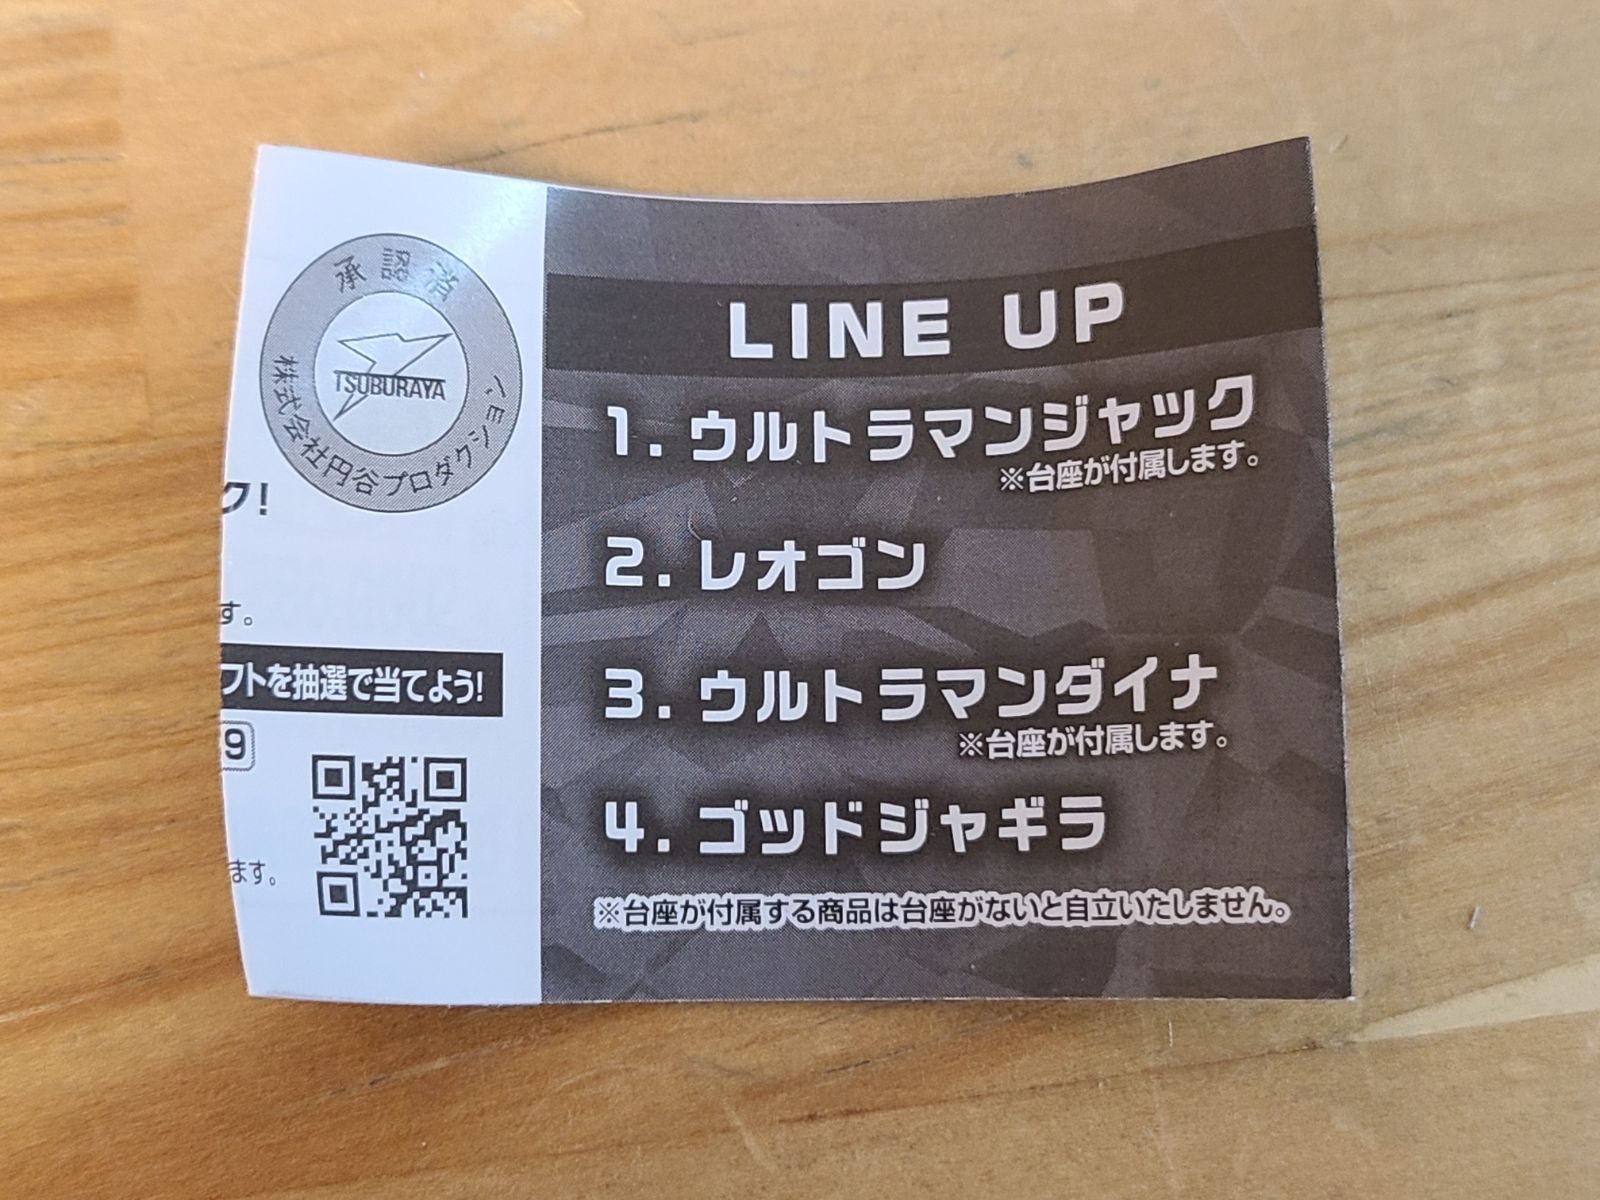 承認済
TSUBURAYA
株式会社円谷プロダクション
ク!
す。
フトを抽選で当てよう!
9
ます。
LINE UP
1. ウルトラマンジャック
※台座が付属します。
2. レオゴン
3. ウルトラマンダイナ
※台座が付属します。
4. ゴッドジャギラ
※台座が付属する商品は台座がないと自立いたしません。